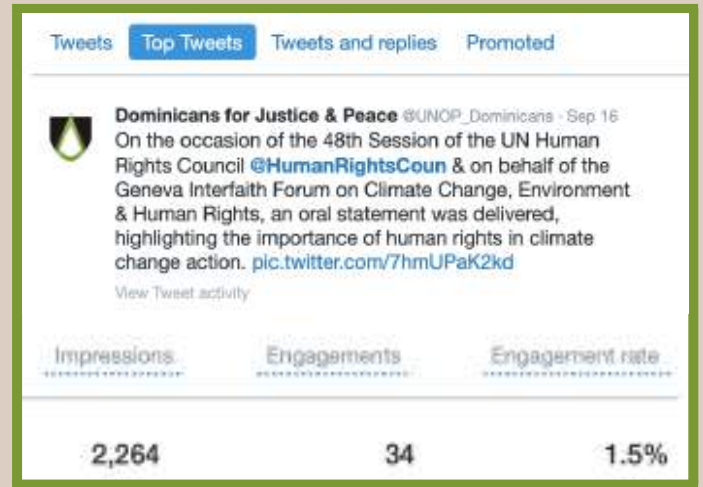 Tweets Top Tweets Tweets and replies Promoted
Dominicans for Justice & Peace @UNOP_Dominicans · Sep 16
On the occasion of the 48th Session of the UN Human
Rights Council @HumanRightsCoun & on behalf of the
Geneva Interfaith Forum on Climate Change, Environment
& Human Rights, an oral statement was delivered,
highlighting the importance of human rights in climate
change action. pic.twitter.com/7hmUPaK2kd
View Tweet activity
Impressions Engagements Engagement rate
2,264 34 1.5%